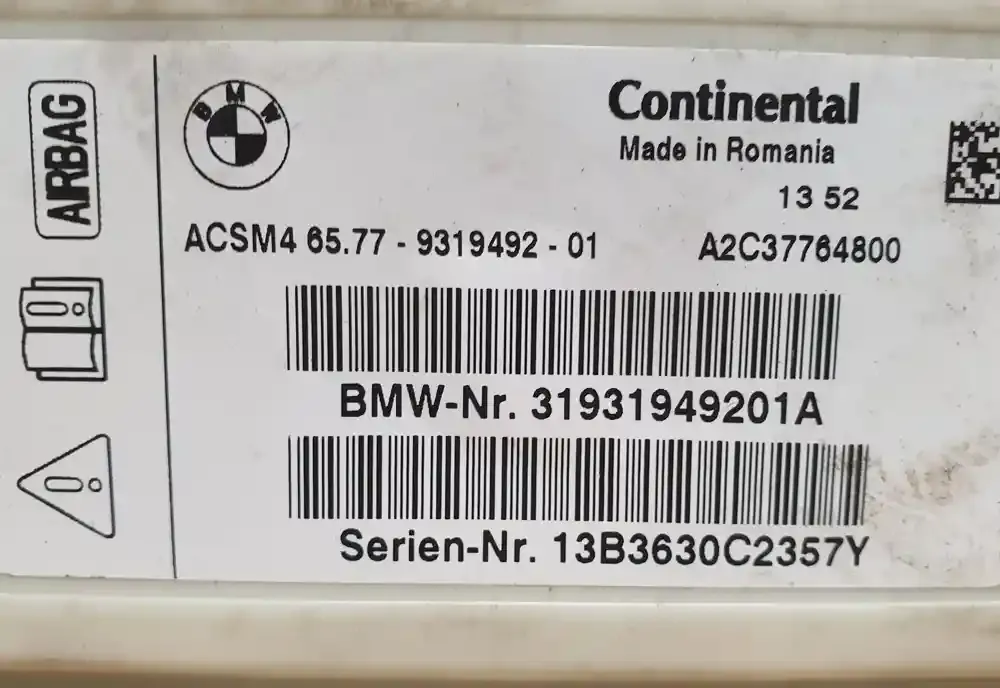 AIRBAG
BMW
Continental
Made in Romania
13 52
ACSM4 65.77 - 9319492 - 01
A2C37764800
BMW-Nr. 31931949201A
Serien-Nr. 13B3630C2357Y